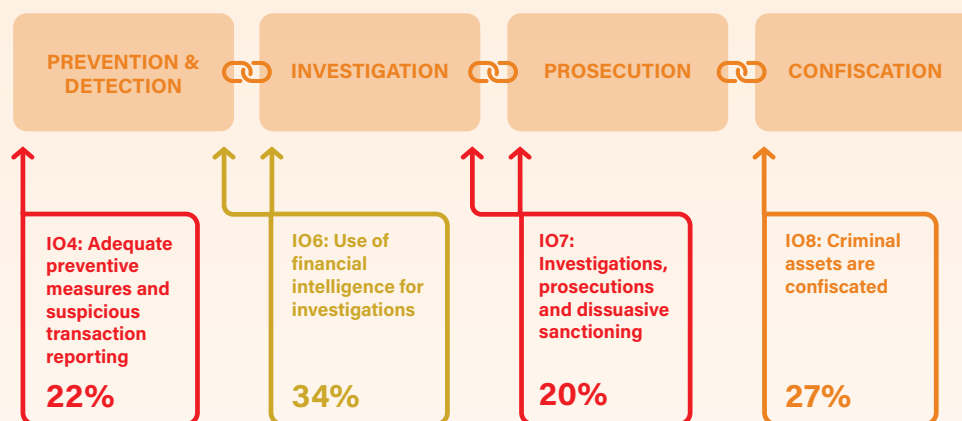 PREVENTION &
DETECTION
INVESTIGATION
PROSECUTION
CONFISCATION
IO4: Adequate
preventive
measures and
suspicious
transaction
reporting
22%
IO6: Use of
financial
intelligence for
investigations
34%
IO7:
Investigations,
prosecutions
and dissuasive
sanctioning
20%
IO8: Criminal
assets are
confiscated
27%